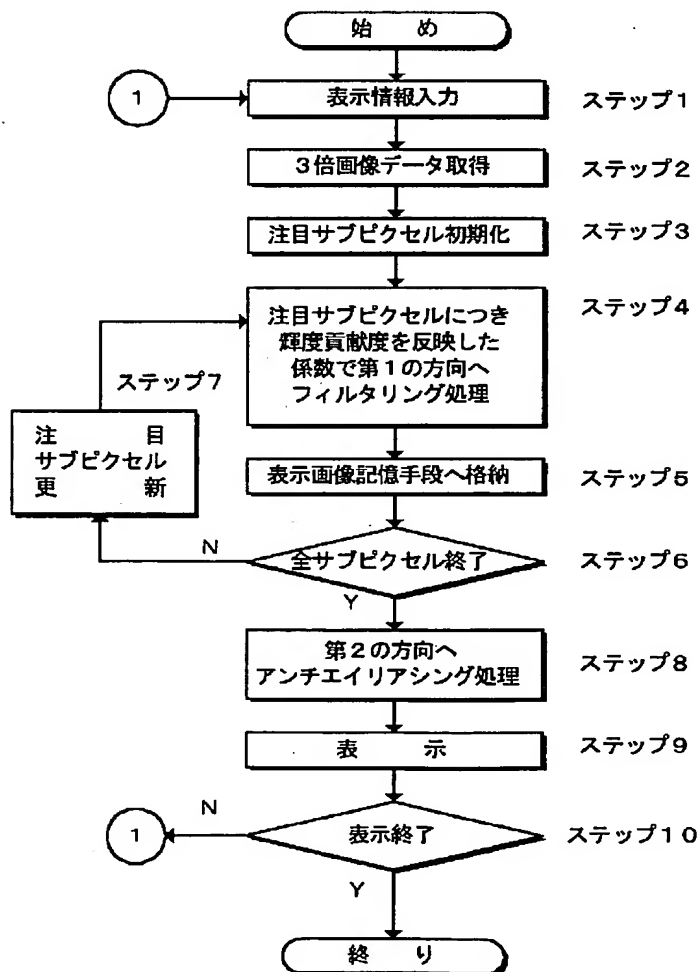 始 め
1
表示情報入力
ステップ1
3倍画像データ取得
ステップ2
注目サブピクセル初期化
ステップ3
注目サブピクセルにつき
輝度貢献度を反映した
係数で第1の方向へ
フィルタリング処理
ステップ4
ステップ7
注 目
サブピクセル
更 新
表示画像記憶手段へ格納
ステップ5
N
全サブピクセル終了
ステップ6
Y
第2の方向へ
アンチエイリアシング処理
ステップ8
表 示
ステップ9
N
1
表示終了
ステップ10
Y
終 り